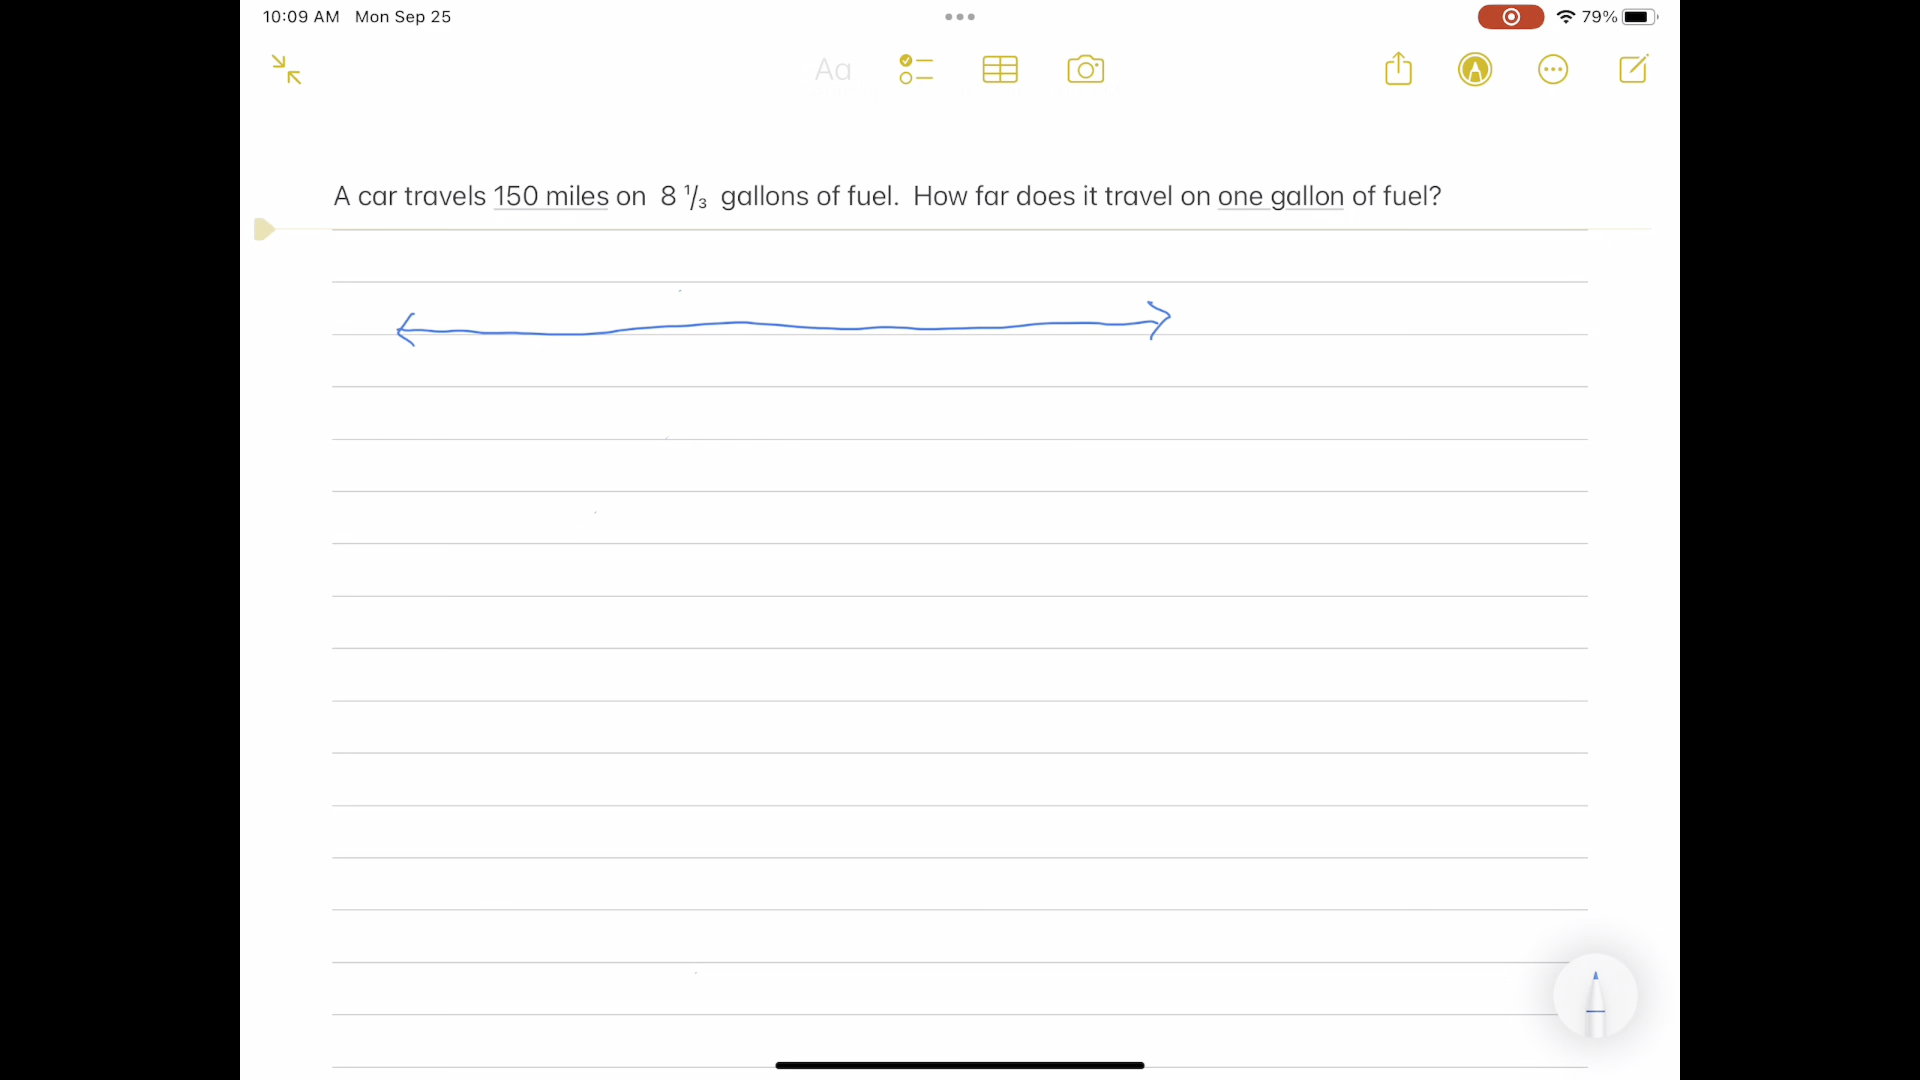 10:09 AM Mon Sep 25
79%
Aa
A car travels 150 miles on 8 ¹/₃ gallons of fuel. How far does it travel on one gallon of fuel?